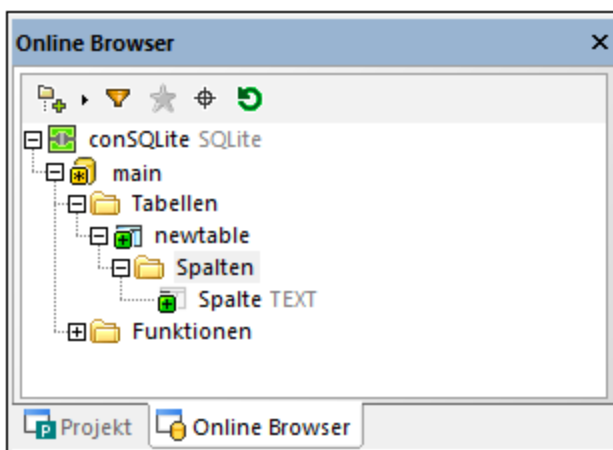 Online Browser
conSQLite SQLite
main
Tabellen
newtable
Spalten
Spalte TEXT
Funktionen
Projekt Online Browser